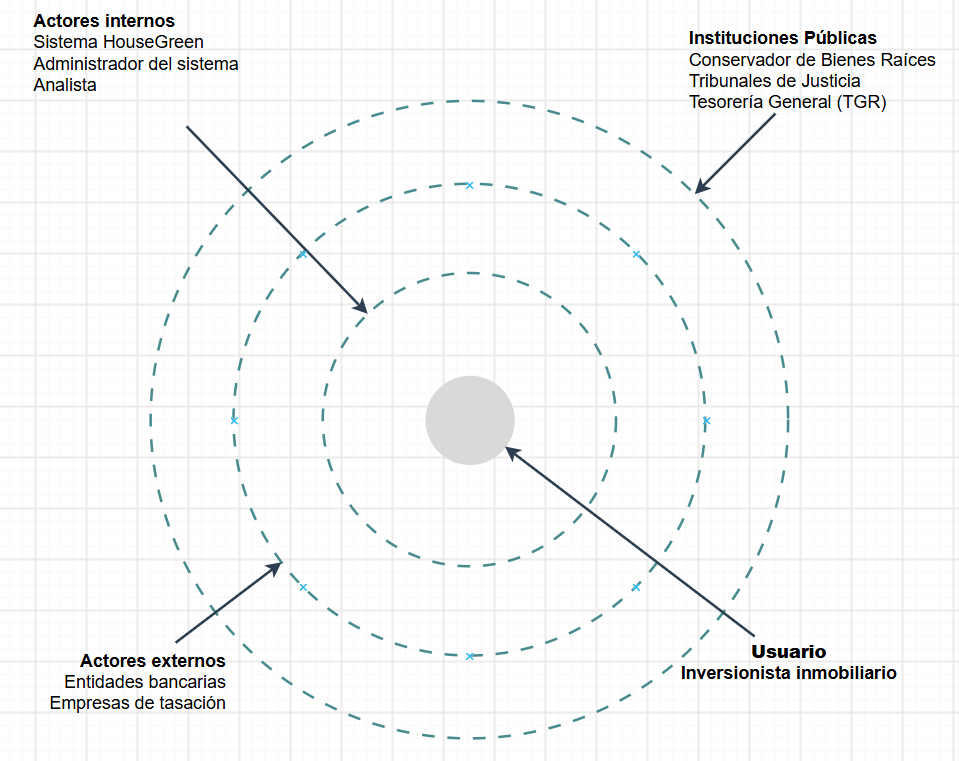 Actores internos
Sistema HouseGreen
Administrador del sistema
Analista
Instituciones Públicas
Conservador de Bienes Raíces
Tribunales de Justicia
Tesorería General (TGR)
Actores externos
Entidades bancarias
Empresas de tasación
Usuario
Inversionista inmobiliario